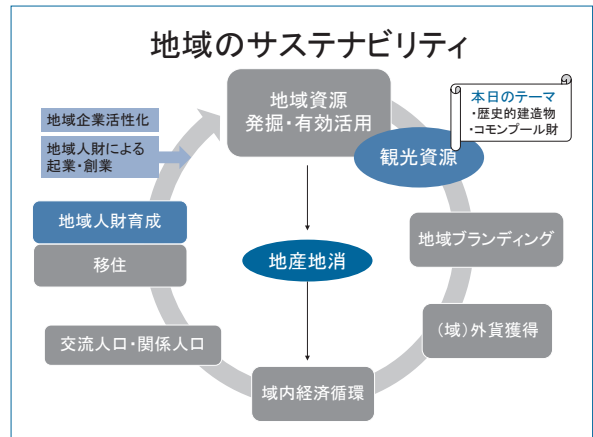 地域のサステナビリティ
地域資源
発掘・有効活用
本日のテーマ
・歴史的建造物
・コモンプール財
観光資源
地域ブランディング
（域）外貨獲得
域内経済循環
地産地消
交流人口・関係人口
地域人財育成
移住
地域企業活性化
地域人財による
起業・創業